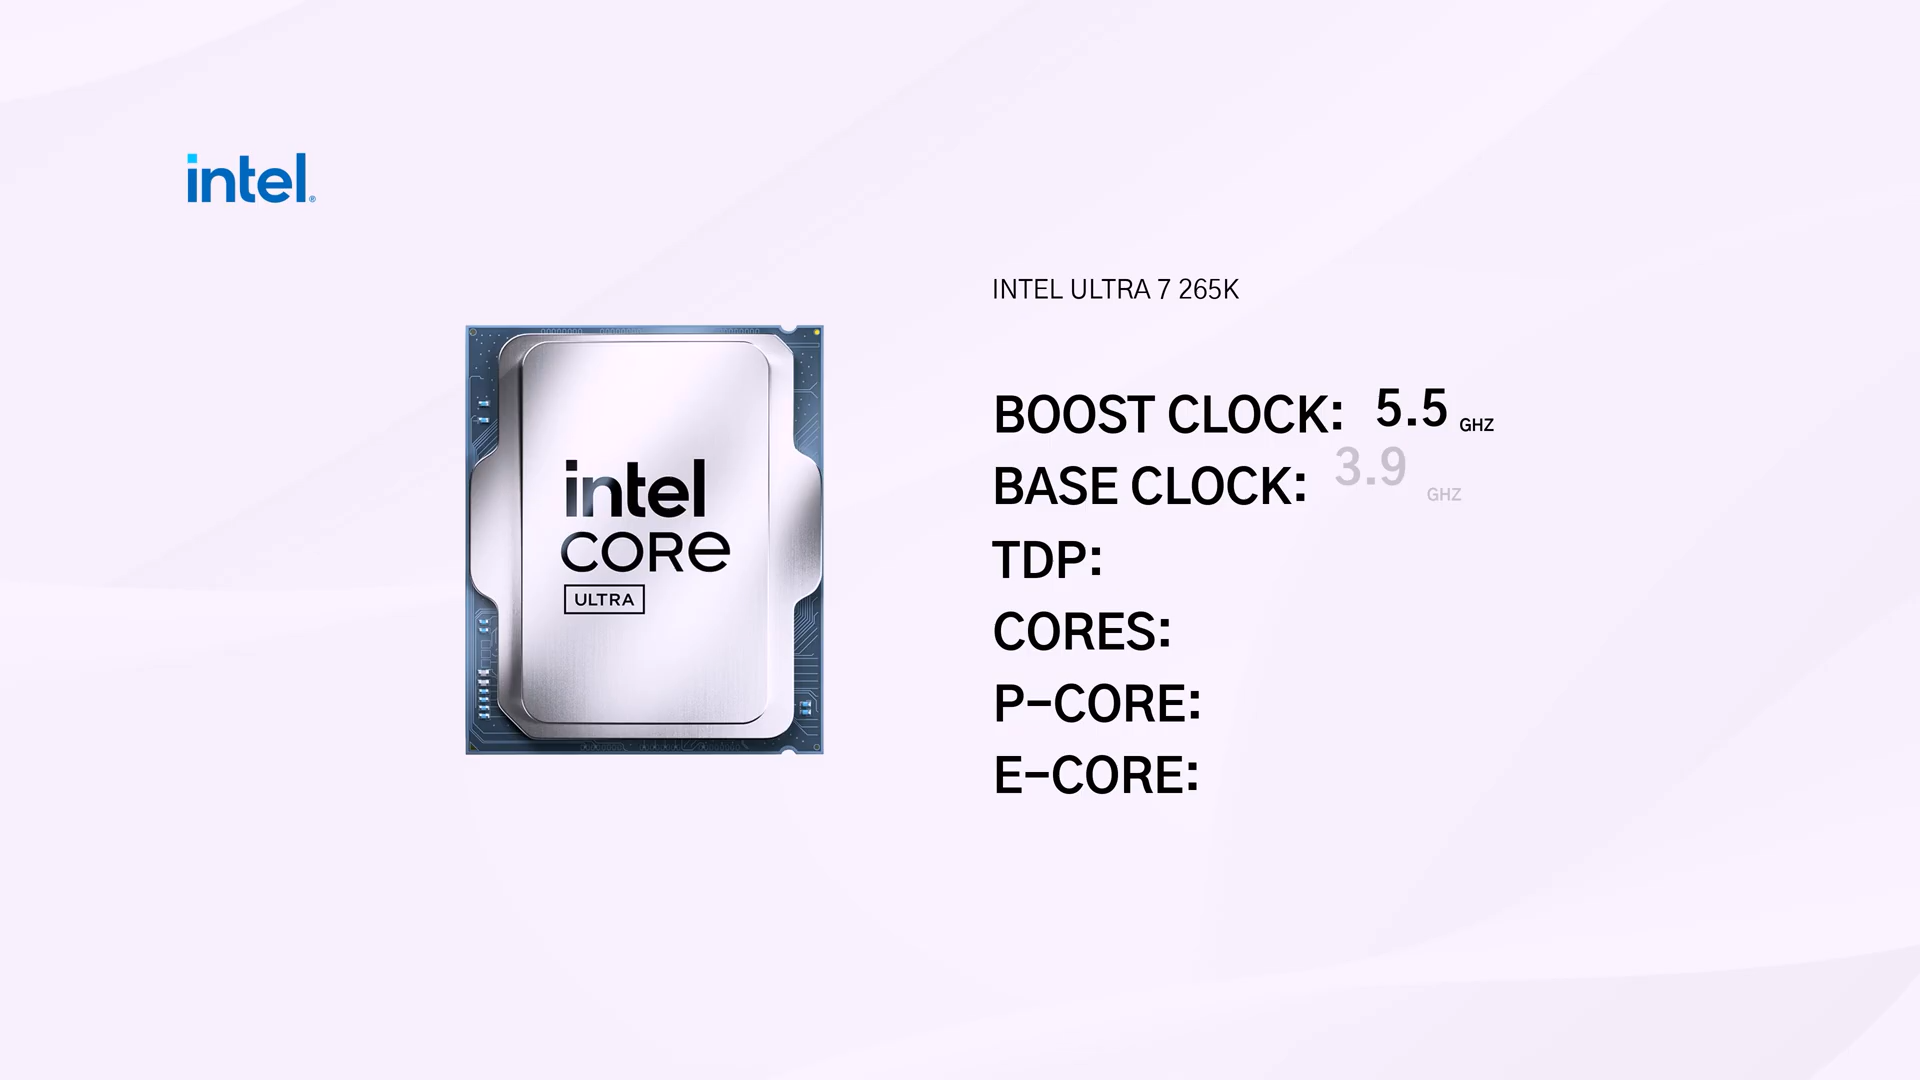 intel®
INTEL ULTRA 7 265K
intel
CORE
ULTRA
BOOST CLOCK: 5.5 GHZ
BASE CLOCK: 3.9 GHZ
TDP:
CORES:
P-CORE:
E-CORE: